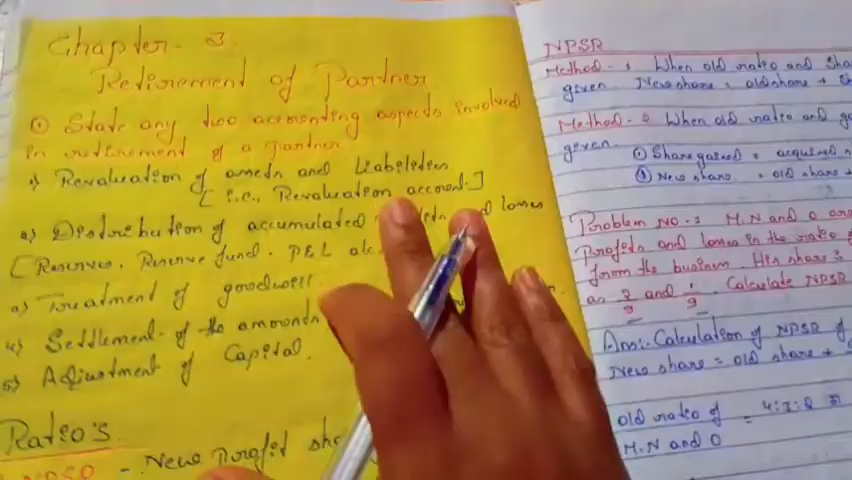 Chapter - 3.
Retirement of Partner
① State any two accounting aspects involved
in retirement of a partner
1) Revaluation of assets and Liabilities
[i.e., Revaluation account.]
2) Distribution of accumulated and losses
[Reserves, Reserve fund. P&L a/c.
3) Treatment of goodwill
4) Settlement of the amounts
5) Adjustment of Capital.
Ratio's
- New Profit
NPSR
Method - 1 When old ratio and
given. New share = old share +
Method - 2 When old ratio and
given.
① Share gained = acquired
② New share = old share +
Problem NO - 1 M.N and O are
Profits and losses in the ratio of
from the business. His share
as 2/9 and 1/9. Calculate NPSR
Ans:- Calculation of NPSR of
New share = old share +
old ratio of = 4:3:2
M.N and O